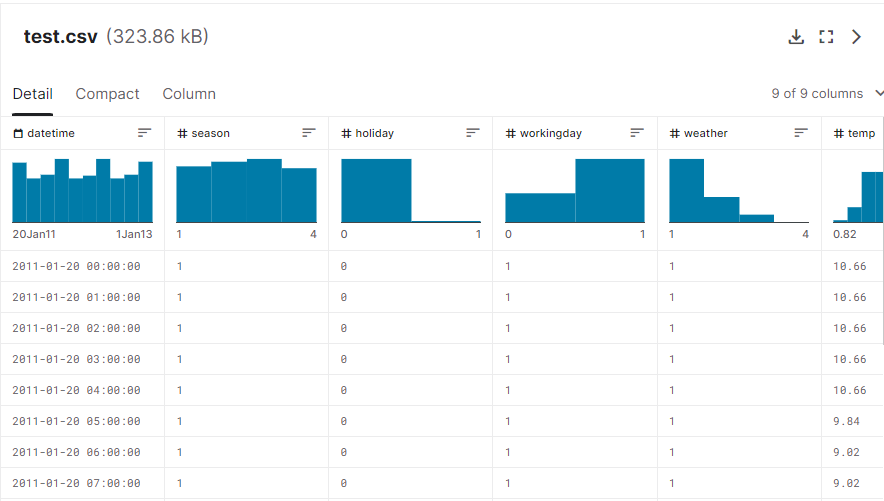 test.csv (323.86 kB)
Detail Compact Column 9 of 9 columns
datetime season holiday workingday weather temp
20Jan11 1Jan13 1 4 0 1 0 1 1 4 0.82
2011-01-20 00:00:00 1 0 1 1 10.66
2011-01-20 01:00:00 1 0 1 1 10.66
2011-01-20 02:00:00 1 0 1 1 10.66
2011-01-20 03:00:00 1 0 1 1 10.66
2011-01-20 04:00:00 1 0 1 1 10.66
2011-01-20 05:00:00 1 0 1 1 9.84
2011-01-20 06:00:00 1 0 1 1 9.02
2011-01-20 07:00:00 1 0 1 1 9.02